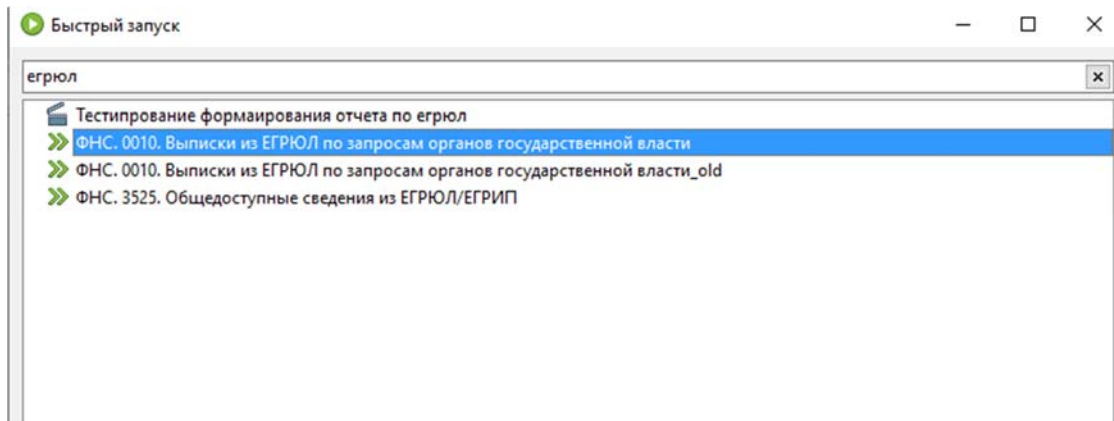 Быстрый запуск
егрюл
Тестипрование формаирования отчета по егрюл
ФНС. 0010. Выписки из ЕГРЮЛ по запросам органов государственной власти
ФНС. 0010. Выписки из ЕГРЮЛ по запросам органов государственной власти_old
ФНС. 3525. Общедоступные сведения из ЕГРЮЛ/ЕГРИП